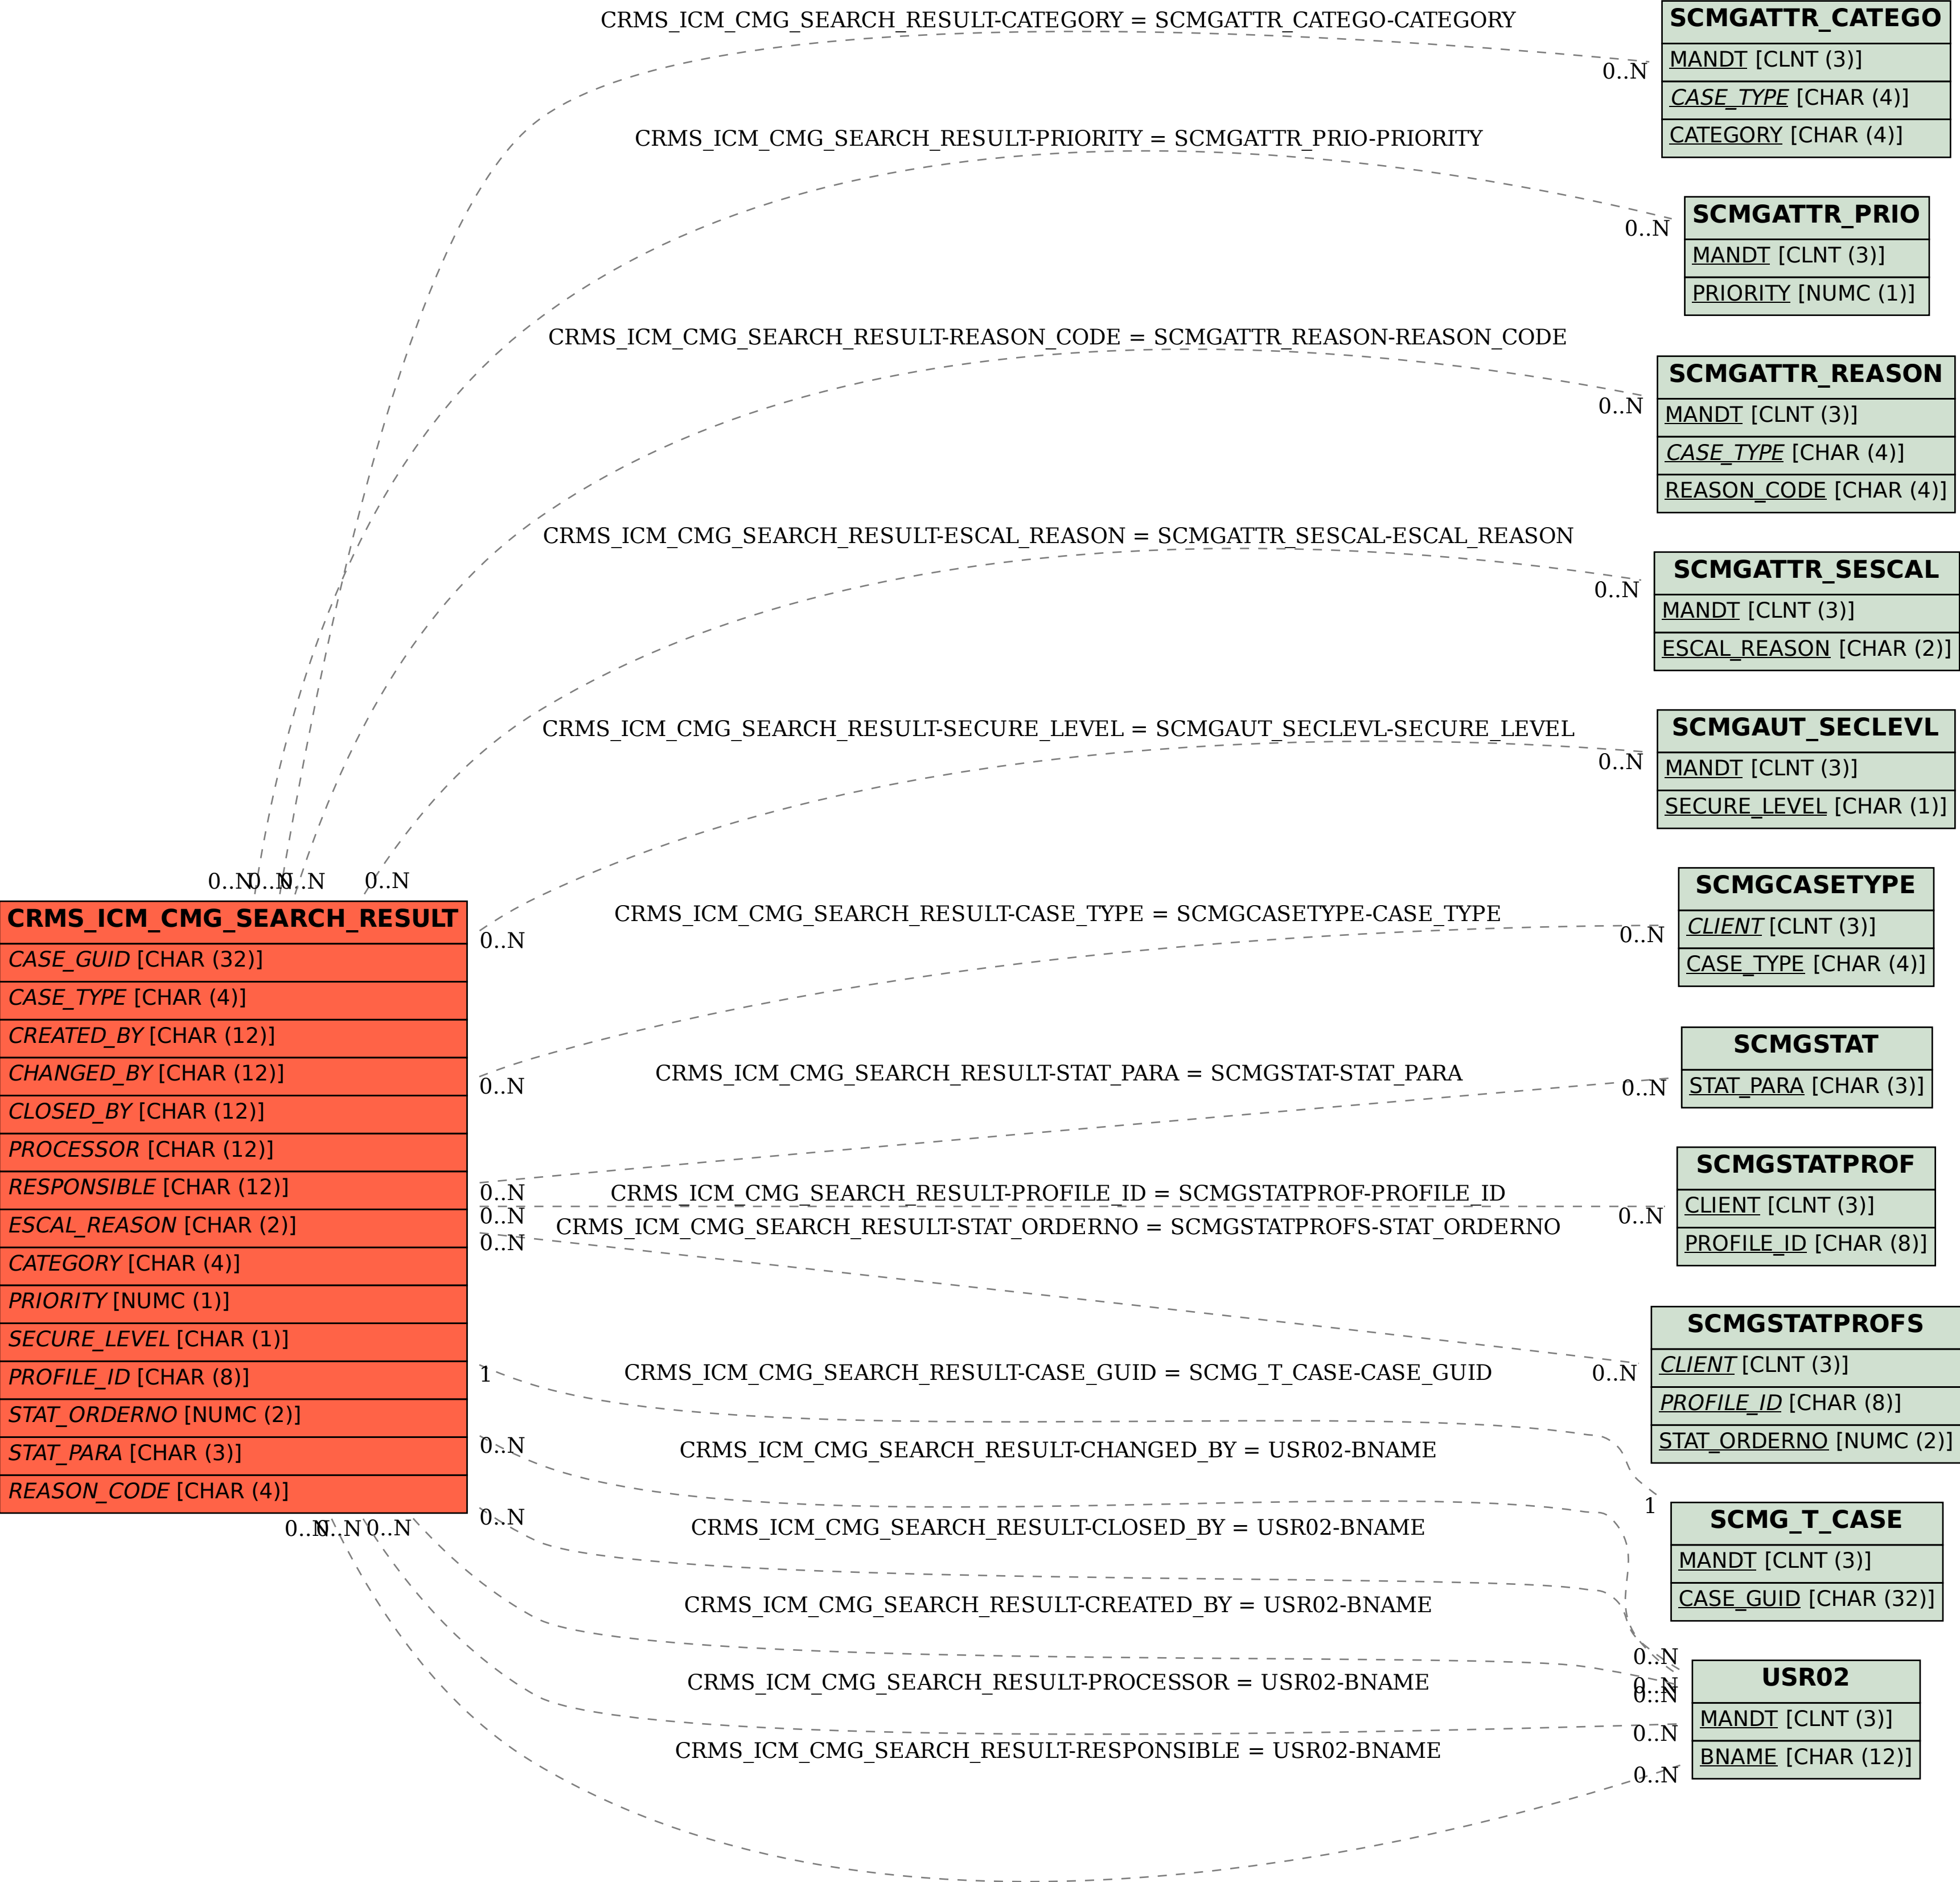 CRMS_ICM_CMG_SEARCH_RESULT-CATEGORY = SCMGATTR_CATEGO-CATEGORY
0..N
SCMGATTR_CATEGO
MANDT [CLNT (3)]
CASE_TYPE [CHAR (4)]
CATEGORY [CHAR (4)]
CRMS_ICM_CMG_SEARCH_RESULT-PRIORITY = SCMGATTR_PRIO-PRIORITY
0..N
SCMGATTR_PRIO
MANDT [CLNT (3)]
PRIORITY [NUMC (1)]
CRMS_ICM_CMG_SEARCH_RESULT-REASON_CODE = SCMGATTR_REASON-REASON_CODE
0..N
SCMGATTR_REASON
MANDT [CLNT (3)]
CASE_TYPE [CHAR (4)]
REASON_CODE [CHAR (4)]
CRMS_ICM_CMG_SEARCH_RESULT-ESCAL_REASON = SCMGATTR_SESCAL-ESCAL_REASON
0..N
SCMGATTR_SESCAL
MANDT [CLNT (3)]
ESCAL_REASON [CHAR (2)]
CRMS_ICM_CMG_SEARCH_RESULT-SECURE_LEVEL = SCMGAUT_SECLEVL-SECURE_LEVEL
0..N
SCMGAUT_SECLEVL
MANDT [CLNT (3)]
SECURE_LEVEL [CHAR (1)]
0..N
0..N
0..N
0..N
CRMS_ICM_CMG_SEARCH_RESULT
CASE_GUID [CHAR (32)]
CASE_TYPE [CHAR (4)]
CREATED_BY [CHAR (12)]
CHANGED_BY [CHAR (12)]
CLOSED_BY [CHAR (12)]
PROCESSOR [CHAR (12)]
RESPONSIBLE [CHAR (12)]
ESCAL_REASON [CHAR (2)]
CATEGORY [CHAR (4)]
PRIORITY [NUMC (1)]
SECURE_LEVEL [CHAR (1)]
PROFILE_ID [CHAR (8)]
STAT_ORDERNO [NUMC (2)]
STAT_PARA [CHAR (3)]
REASON_CODE [CHAR (4)]
0..N
CRMS_ICM_CMG_SEARCH_RESULT-CASE_TYPE = SCMGCASETYPE-CASE_TYPE
0..N
0..N
SCMGCASETYPE
CLIENT [CLNT (3)]
CASE_TYPE [CHAR (4)]
CRMS_ICM_CMG_SEARCH_RESULT-STAT_PARA = SCMGSTAT-STAT_PARA
0..N
0..N
SCMGSTAT
STAT_PARA [CHAR (3)]
CRMS_ICM_CMG_SEARCH_RESULT-PROFILE_ID = SCMGSTATPROF-PROFILE_ID
0..N
0..N
SCMGSTATPROF
CLIENT [CLNT (3)]
PROFILE_ID [CHAR (8)]
CRMS_ICM_CMG_SEARCH_RESULT-STAT_ORDERNO = SCMGSTATPROFS-STAT_ORDERNO
0..N
0..N
SCMGSTATPROFS
CLIENT [CLNT (3)]
PROFILE_ID [CHAR (8)]
STAT_ORDERNO [NUMC (2)]
CRMS_ICM_CMG_SEARCH_RESULT-CASE_GUID = SCMG_T_CASE-CASE_GUID
1
1
SCMG_T_CASE
MANDT [CLNT (3)]
CASE_GUID [CHAR (32)]
CRMS_ICM_CMG_SEARCH_RESULT-CHANGED_BY = USR02-BNAME
0..N
CRMS_ICM_CMG_SEARCH_RESULT-CLOSED_BY = USR02-BNAME
0..N
0..N
0..N
0..N
CRMS_ICM_CMG_SEARCH_RESULT-CREATED_BY = USR02-BNAME
CRMS_ICM_CMG_SEARCH_RESULT-PROCESSOR = USR02-BNAME
CRMS_ICM_CMG_SEARCH_RESULT-RESPONSIBLE = USR02-BNAME
0..N
0..N
0..N
0..N
0..N
USR02
MANDT [CLNT (3)]
BNAME [CHAR (12)]